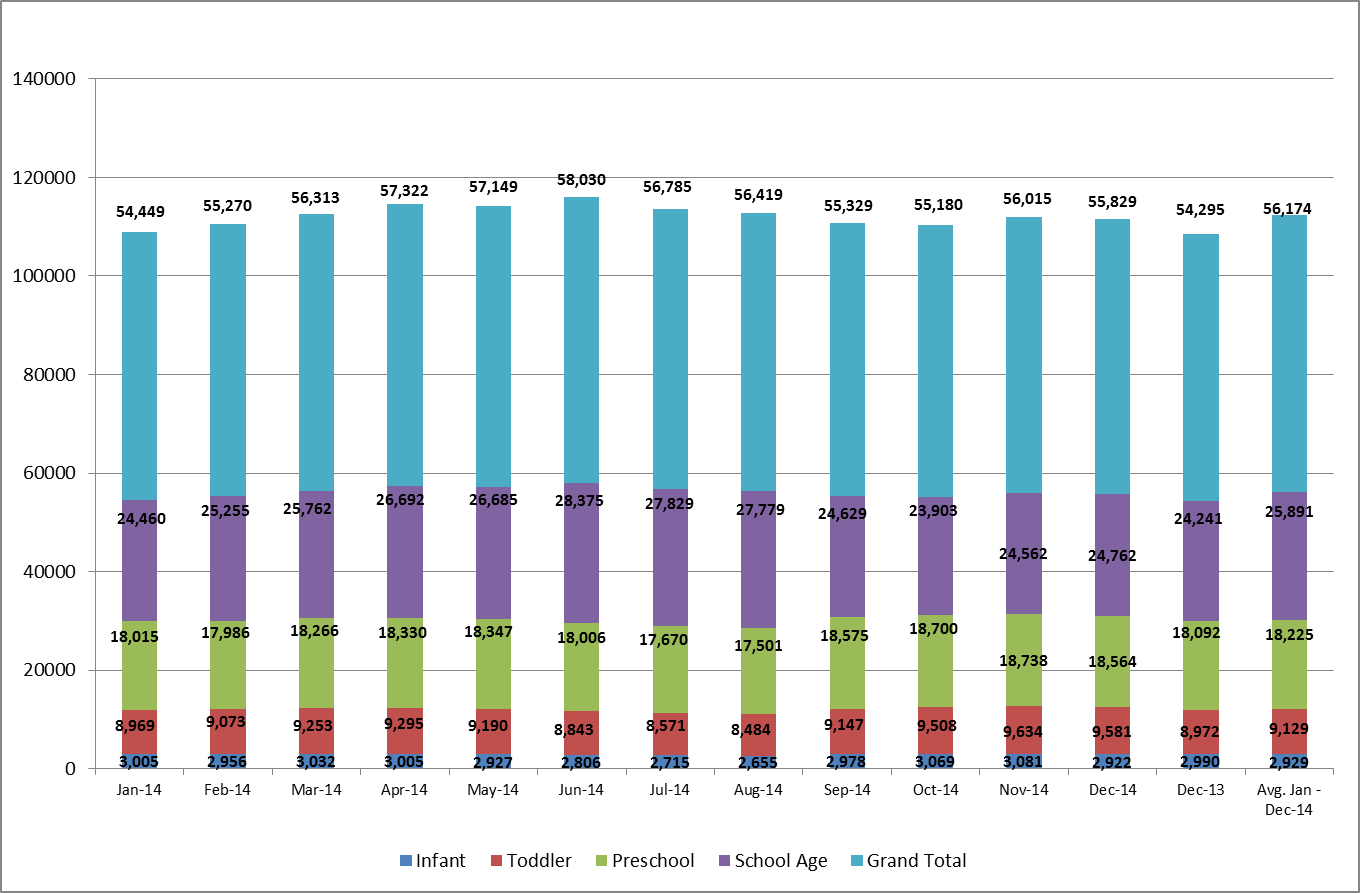 140000
120000
100000
80000
60000
40000
20000
0
54,449 55,270 56,313 57,322 57,149 58,030 56,785 56,419 55,329 55,180 56,015 55,829 54,295 56,174
24,460 25,255 25,762 26,692 26,685 28,375 27,829 27,779 24,629 23,903 24,562 24,762 24,241 25,891
18,015 17,986 18,266 18,330 18,347 18,006 17,670 17,501 18,575 18,700 18,738 18,564 18,092 18,225
8,969 9,073 9,253 9,295 9,190 8,843 8,571 8,484 9,147 9,508 9,634 9,581 8,972 9,129
3,005 2,956 3,032 3,005 2,927 2,806 2,715 2,655 2,978 3,069 3,081 2,922 2,990 2,929
Jan-14 Feb-14 Mar-14 Apr-14 May-14 Jun-14 Jul-14 Aug-14 Sep-14 Oct-14 Nov-14 Dec-14 Dec-13 Avg. Jan -
Dec-14
Infant Toddler Preschool School Age Grand Total